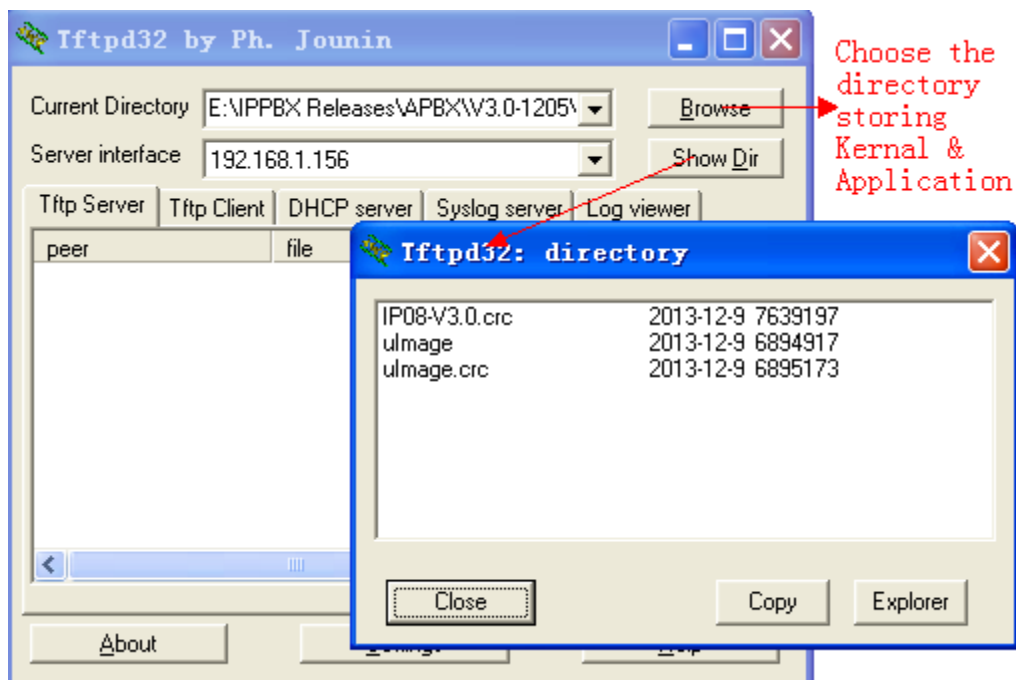 Tftpd32 by Ph. Jounin
Current Directory E:\IPPBX Releases\APBX\V3.0-1205\ Browse
Server interface 192.168.1.156 Show Dir
Tftp Server Tftp Client DHCP server Syslog server Log viewer
peer file
Choose the
directory
storing
Kernal &
Application
Tftpd32: directory
IP08-V3.0.crc 2013-12-9 7639197
uImage 2013-12-9 6894917
uImage.crc 2013-12-9 6895173
Close Copy Explorer
About